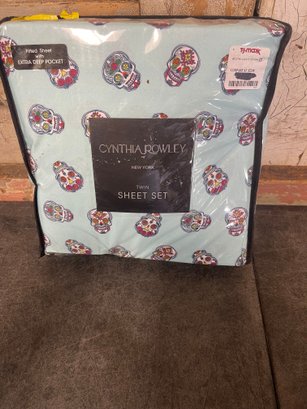 Fitted Sheet
with
EXTRA DEEP POCKET
TJ-maxx
CYNTHIA ROWLEY
NEW YORK
TWIN
SHEET SET